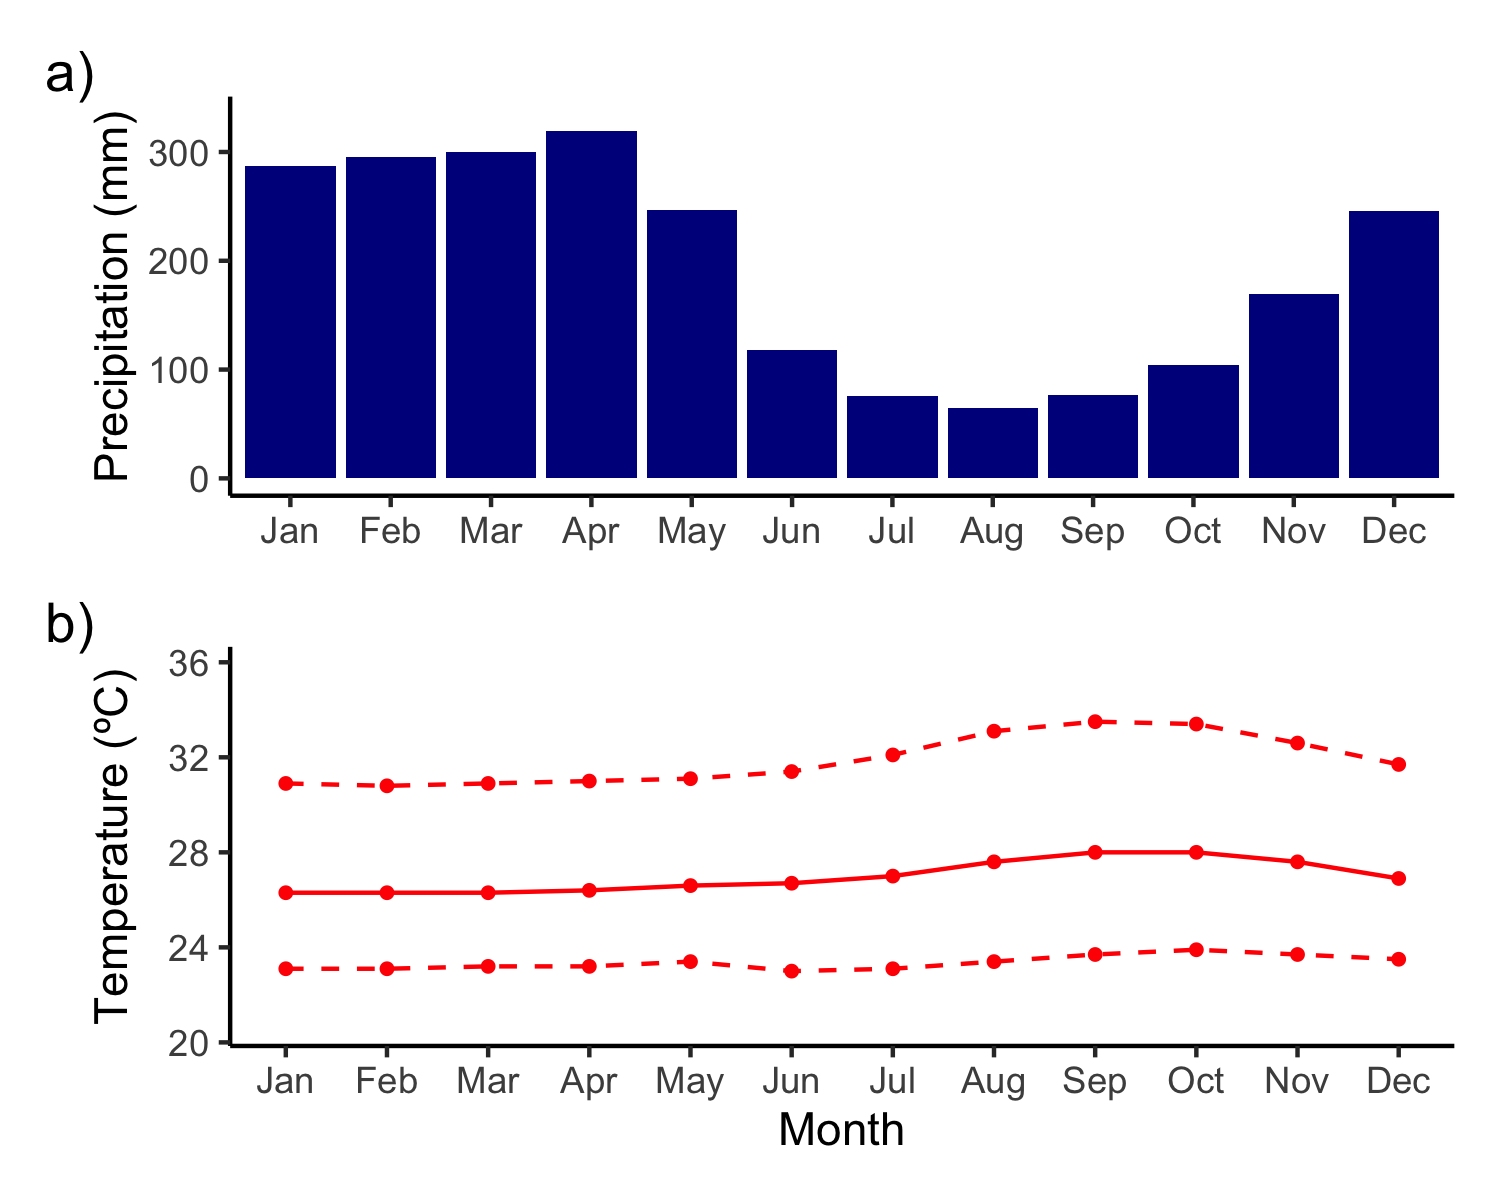 a)
Precipitation (mm)
300
200
100
0
Jan Feb Mar Apr May Jun Jul Aug Sep Oct Nov Dec
b)
Temperature (ºC)
36
32
28
24
20
Jan Feb Mar Apr May Jun Jul Aug Sep Oct Nov Dec
Month